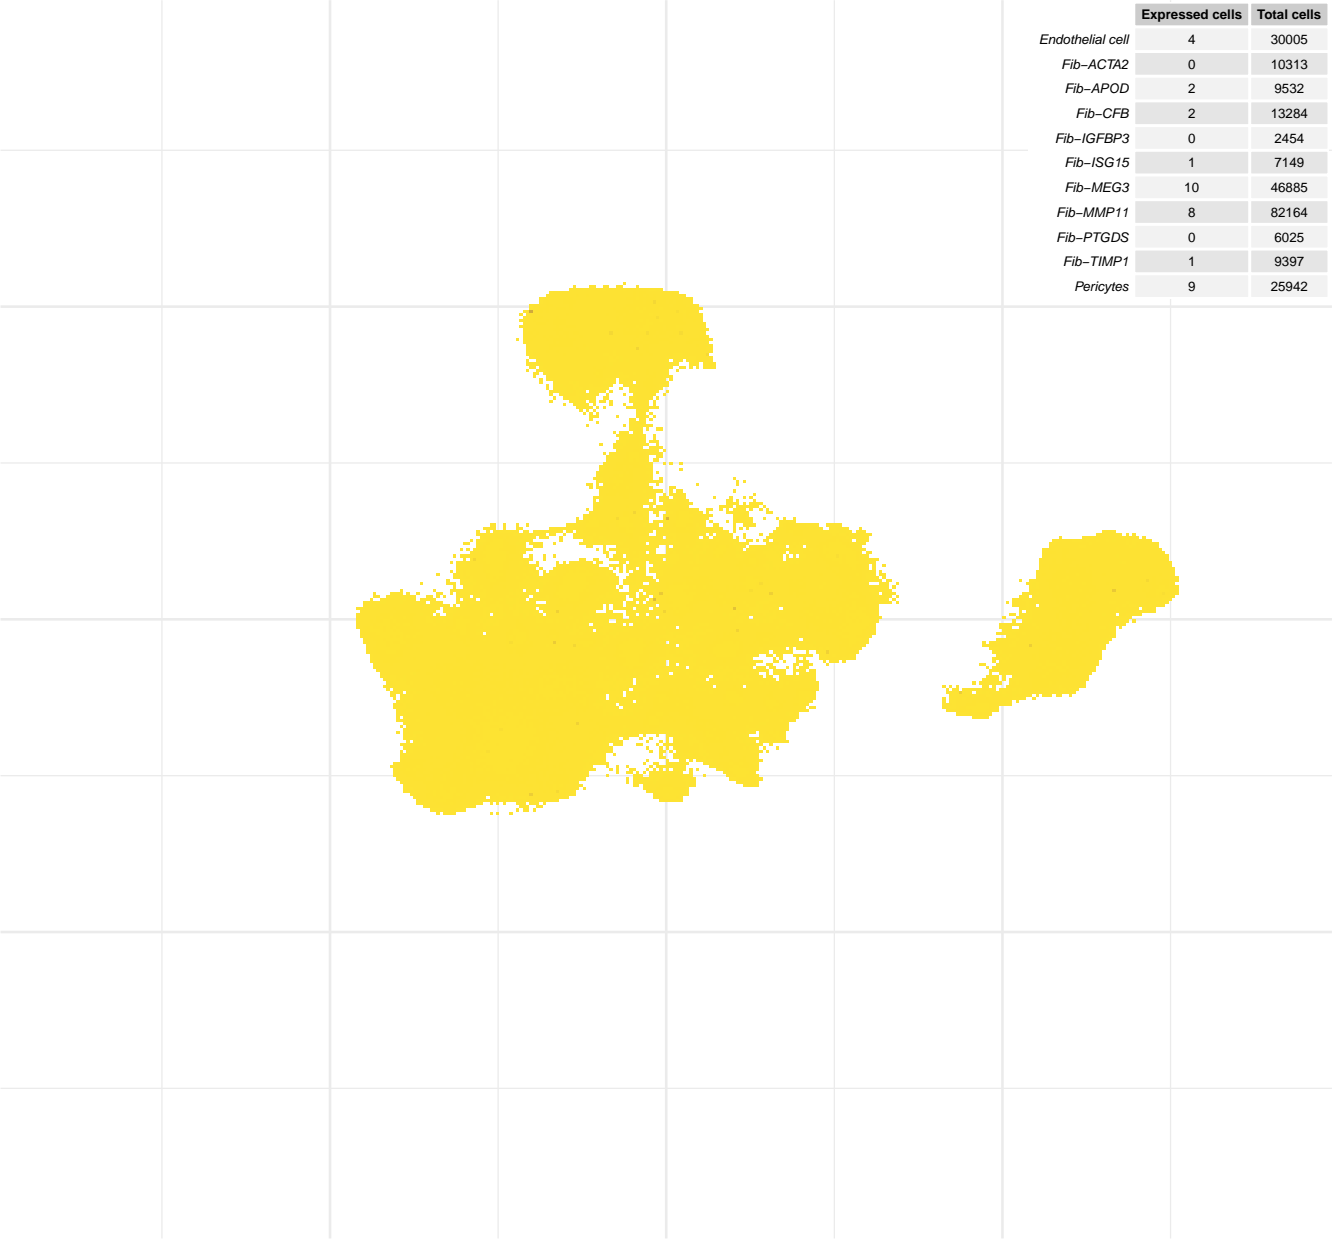 Expressed cells Total cells
Endothelial cell 4 30005
Fib−ACTA2 0 10313
Fib−APOD 2 9532
Fib−CFB 2 13284
Fib−IGFBP3 0 2454
Fib−ISG15 1 7149
Fib−MEG3 10 46885
Fib−MMP11 8 82164
Fib−PTGDS 0 6025
Fib−TIMP1 1 9397
Pericytes 9 25942